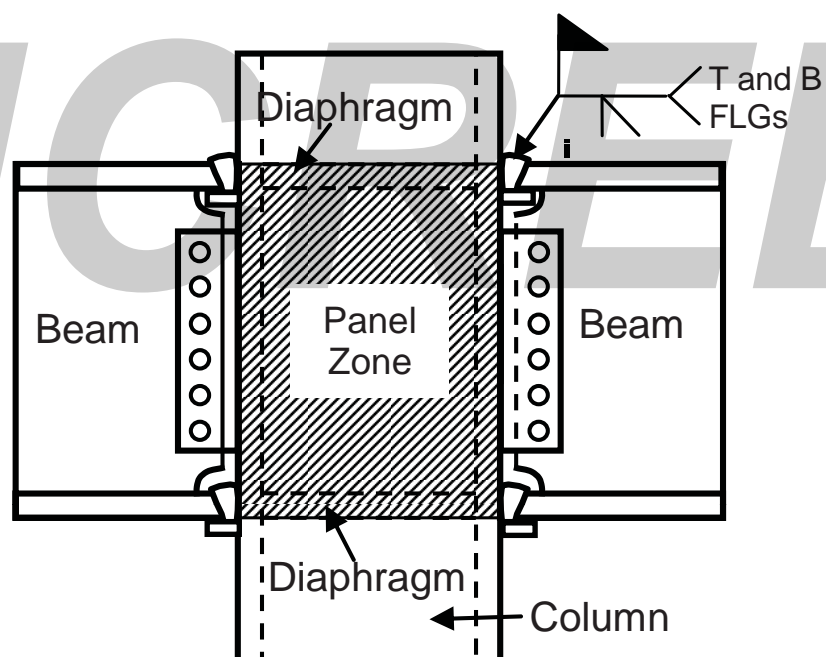 Diaphragm
T and B
FLGs
i
Beam
Panel
Zone
Beam
Diaphragm
Column